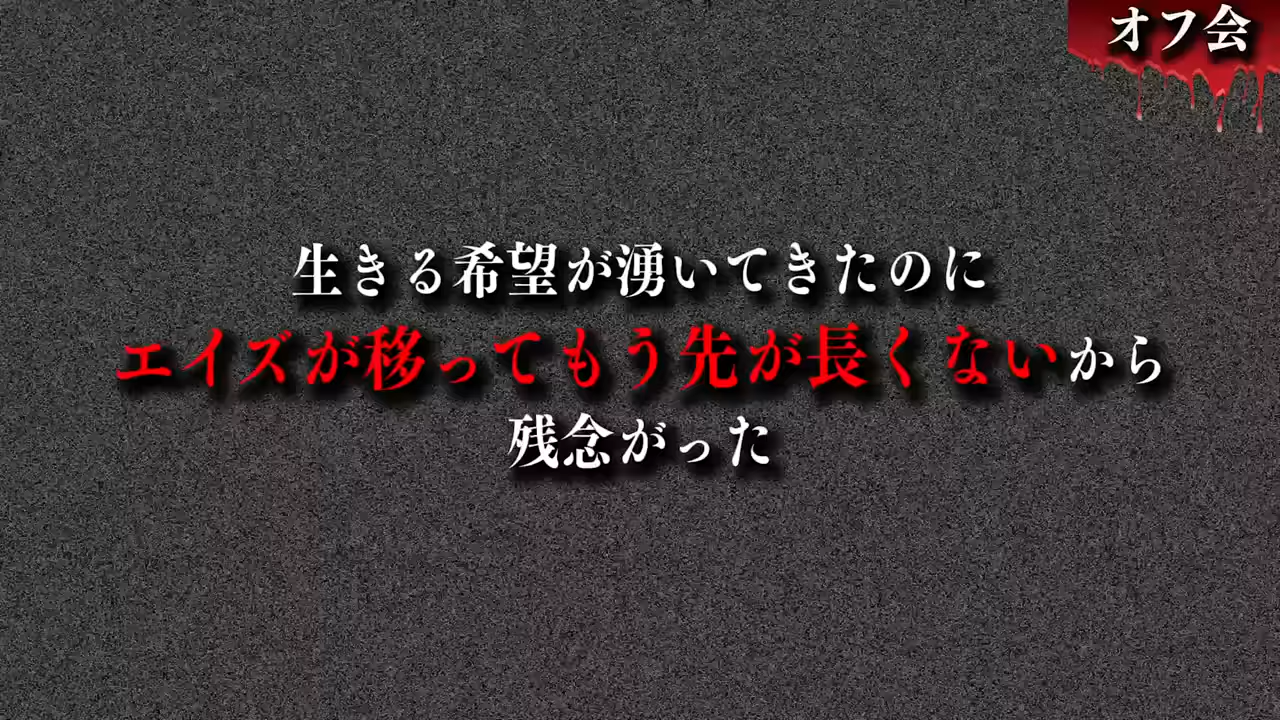 オフ会
生きる希望が湧いてきたのに
エイズが移ってもう先が長くないから
残念がった